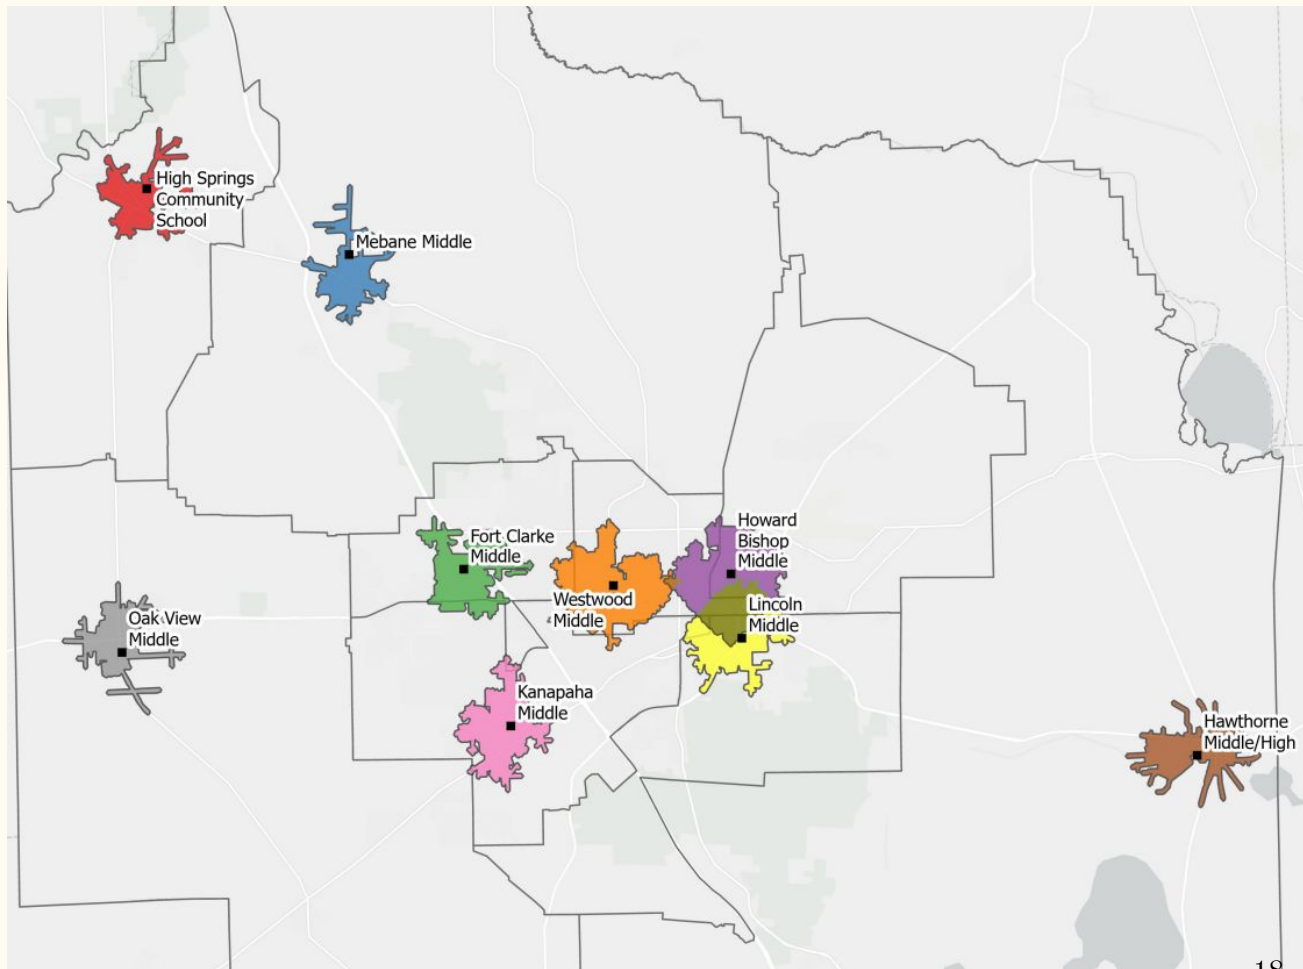 High Springs
Community
School
Mebane Middle
Howard
Bishop
Middle
Fort Clarke
Middle
Westwood
Middle
Lincoln
Middle
Oak View
Middle
Kanapaha
Middle
Hawthorne
Middle/High
18